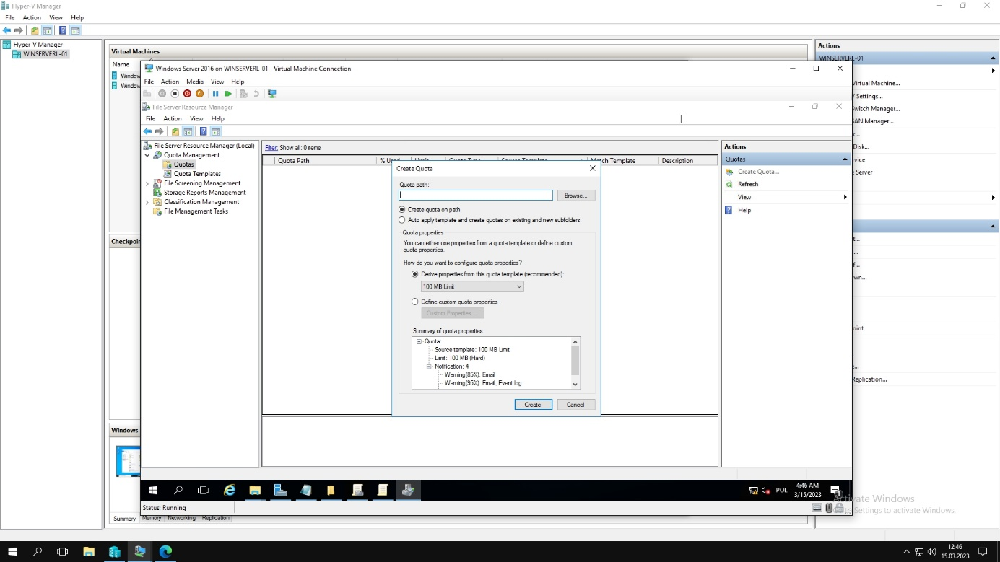 Hyper-V Manager
File Action View Help
Hyper-V Manager
WINSERVERL-01
Virtual Machines
Name
Window
Window
Checkpoin
Windows
Summary Memory Networking Replication
Actions
WINSERVERL-01
Virtual Machine...
Settings...
Switch Manager...
SAN Manager...
Disk...
rvice
e Server
own...
oint
Replication...
Windows Server 2016 on WINSERVERL-01 - Virtual Machine Connection
File Action Media View Help
File Server Resource Manager
File Action View Help
File Server Resource Manager (Local)
Quota Management
Quotas
Quota Templates
File Screening Management
Storage Reports Management
Classification Management
File Management Tasks
Filter: Show all: 0 items
Quota Path % Used Limit Quota Type Source Template Match Template Description
Create Quota
Quota path:
Browse...
Create quota on path
Auto apply template and create quotas on existing and new subfolders
Quota properties
You can either use properties from a quota template or define custom
quota properties.
How do you want to configure quota properties?
Derive properties from this quota template (recommended):
100 MB Limit
Define custom quota properties
Custom Properties ...
Summary of quota properties:
Quota:
Source template: 100 MB Limit
Limit: 100 MB (Hard)
Notification: 4
Warning(85%): Email
Warning(95%): Email, Event log
Create Cancel
Actions
Quotas
Create Quota...
Refresh
View
Help
POL
4:46 AM
3/15/2023
Status: Running
Activate Windows
Settings to activate Windows.
12:46
15.03.2023